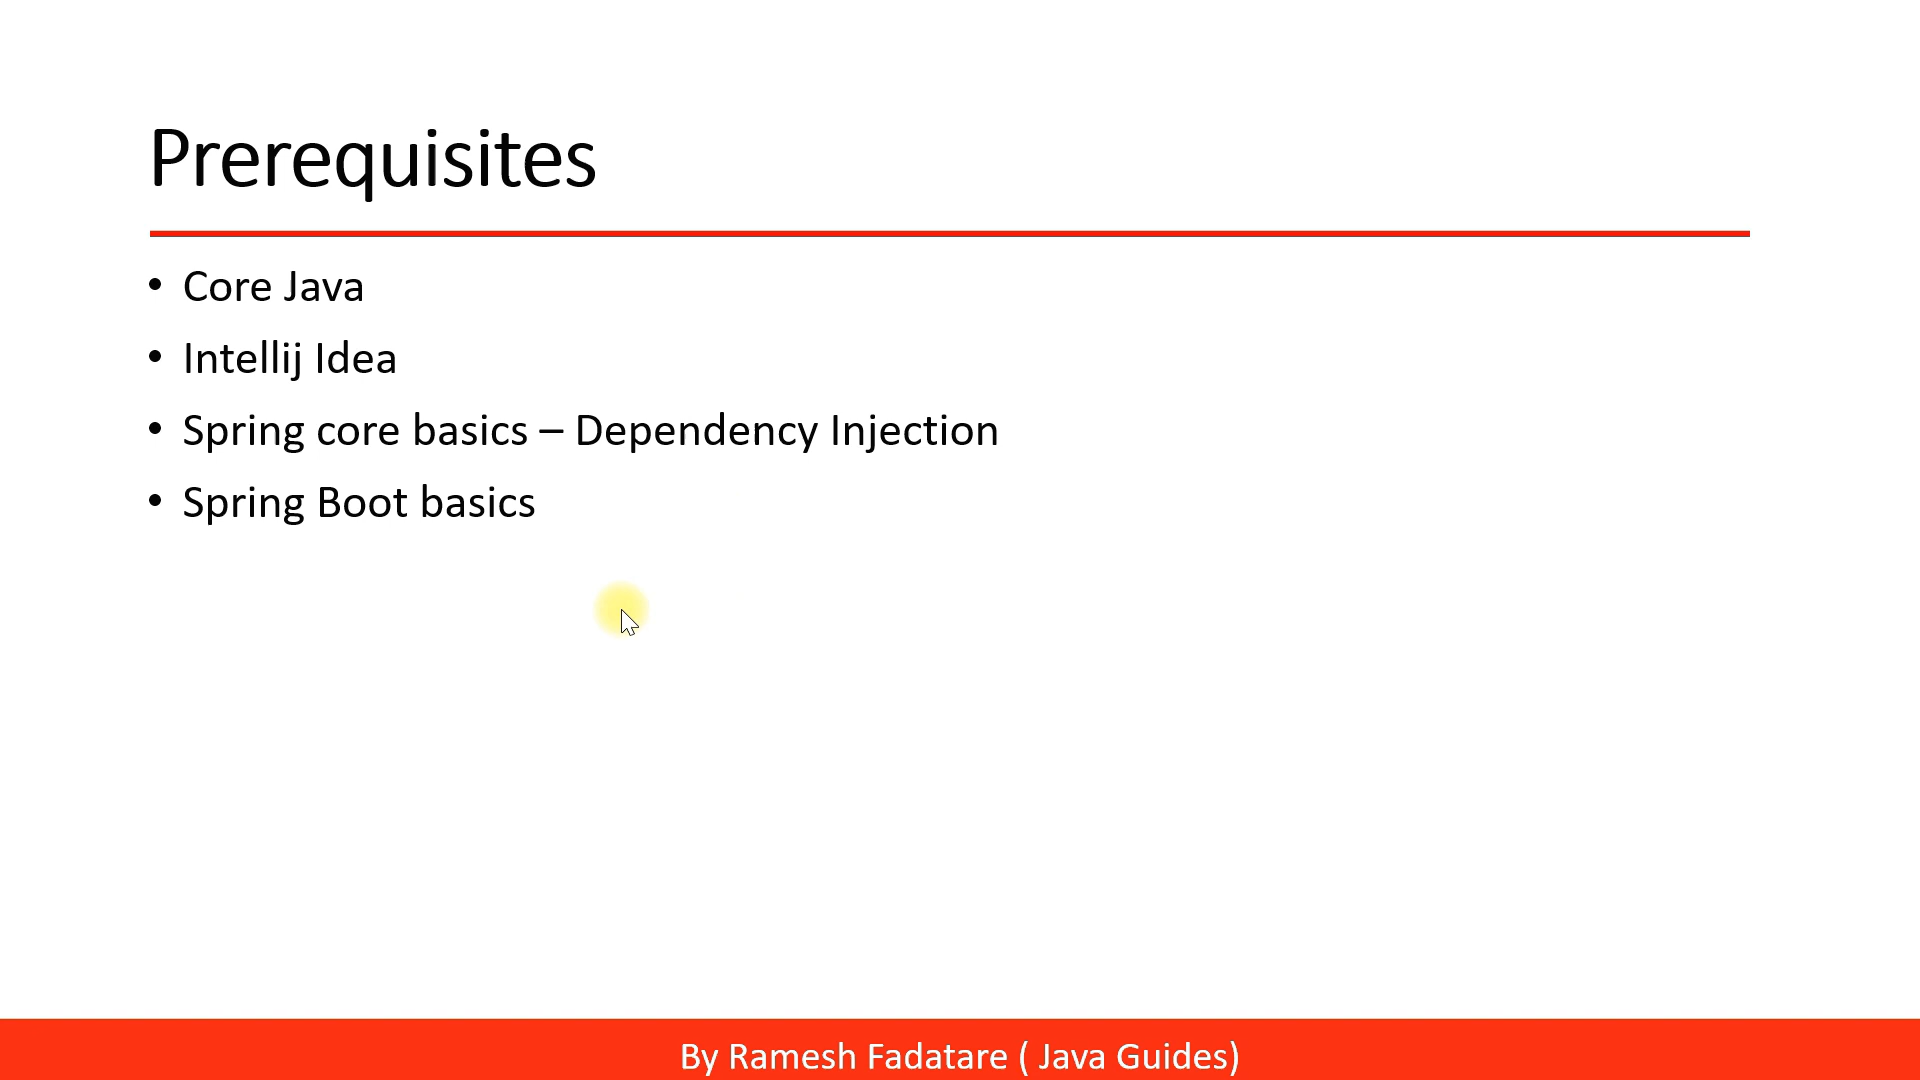 Prerequisites
• Core Java
• Intellij Idea
• Spring core basics – Dependency Injection
• Spring Boot basics
By Ramesh Fadatare ( Java Guides)